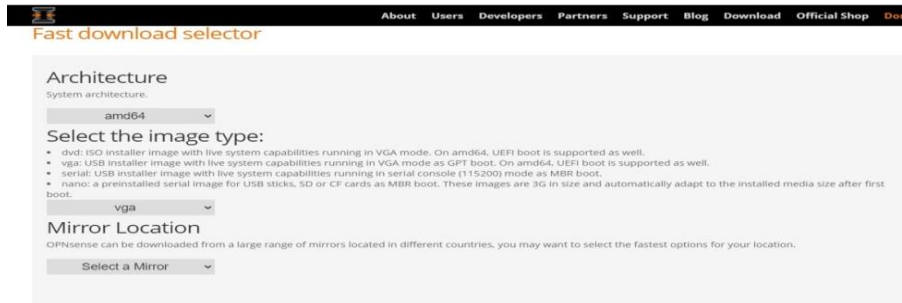 About Users Developers Partners Support Blog Download Official Shop
Fast download selector
Architecture
System architecture.
amd64
Select the image type:
• dvd: ISO installer image with live system capabilities running in VGA mode. On amd64, UEFI boot is supported as well.
• vga: USB installer image with live system capabilities running in VGA mode as GPT boot. On amd64, UEFI boot is supported as well.
• serial: USB installer image with live system capabilities running in serial console (115200) mode as MBR boot.
• nano: a preinstalled serial image for USB sticks, SD or CF cards as MBR boot. These images are 3G in size and automatically adapt to the installed media size after first
boot.
vga
Mirror Location
OPNsense can be downloaded from a large range of mirrors located in different countries, you may want to select the fastest options for your location.
Select a Mirror